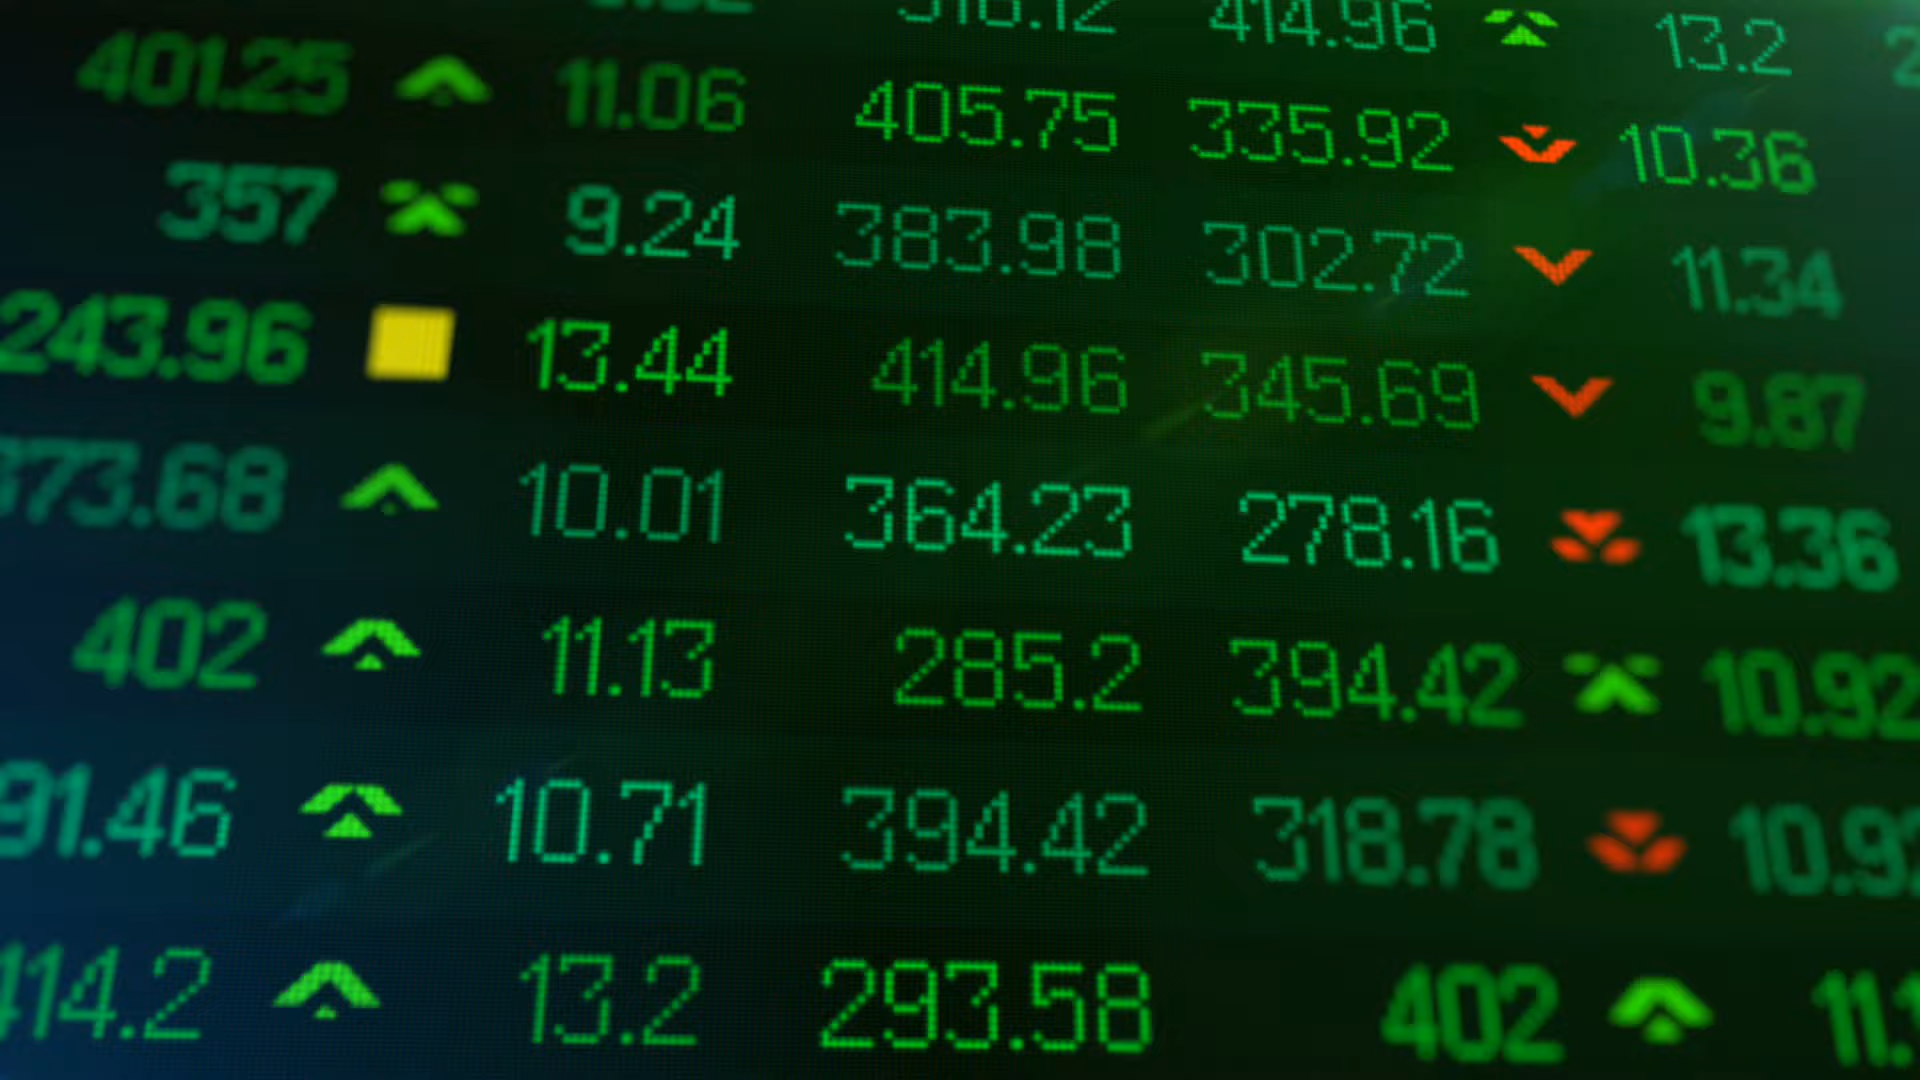 316.12 414.96 13.2
401.25 11.06 405.75 335.92 10.36
357 9.24 383.98 302.72 11.34
243.96 13.44 414.96 345.69 9.87
373.68 10.01 364.23 278.16 13.36
402 11.13 285.2 394.42 10.92
91.46 10.71 394.42 318.78 10.92
414.2 13.2 293.58 402 11.1